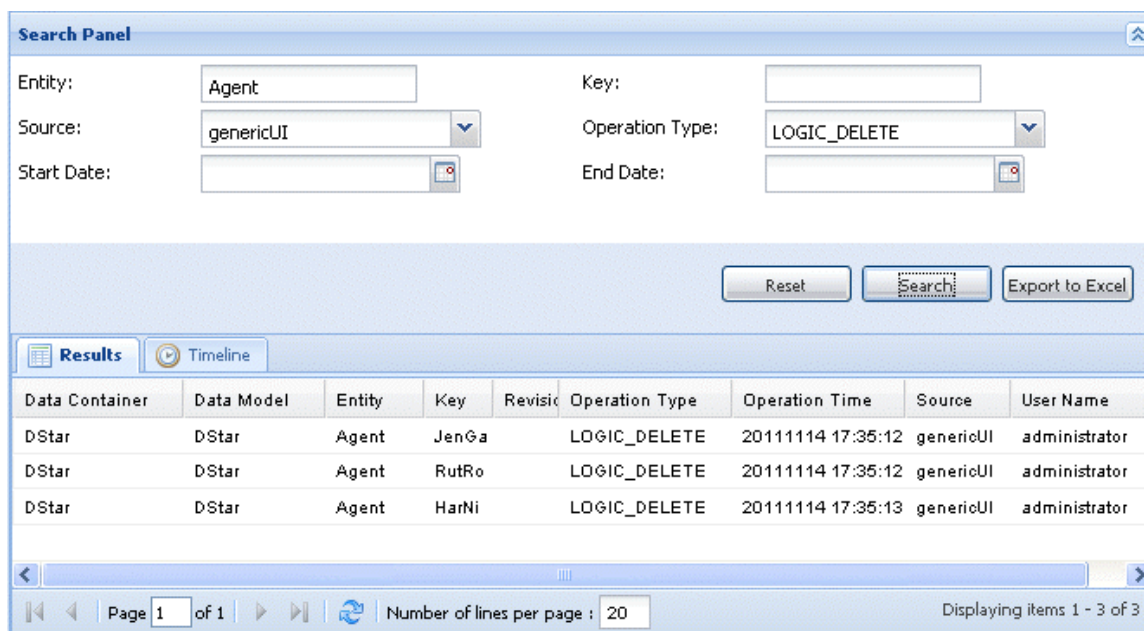 Search Panel
Entity: Agent Key:
Source: genericUI Operation Type: LOGIC_DELETE
Start Date: End Date:
Reset Search Export to Excel
Results Timeline
Data Container Data Model Entity Key Revisic Operation Type Operation Time Source User Name
DStar DStar Agent JenGa LOGIC_DELETE 20111114 17:35:12 genericUI administrator
DStar DStar Agent RutRo LOGIC_DELETE 20111114 17:35:12 genericUI administrator
DStar DStar Agent HarNi LOGIC_DELETE 20111114 17:35:13 genericUI administrator
Page 1 of 1 Number of lines per page : 20 Displaying items 1 - 3 of 3